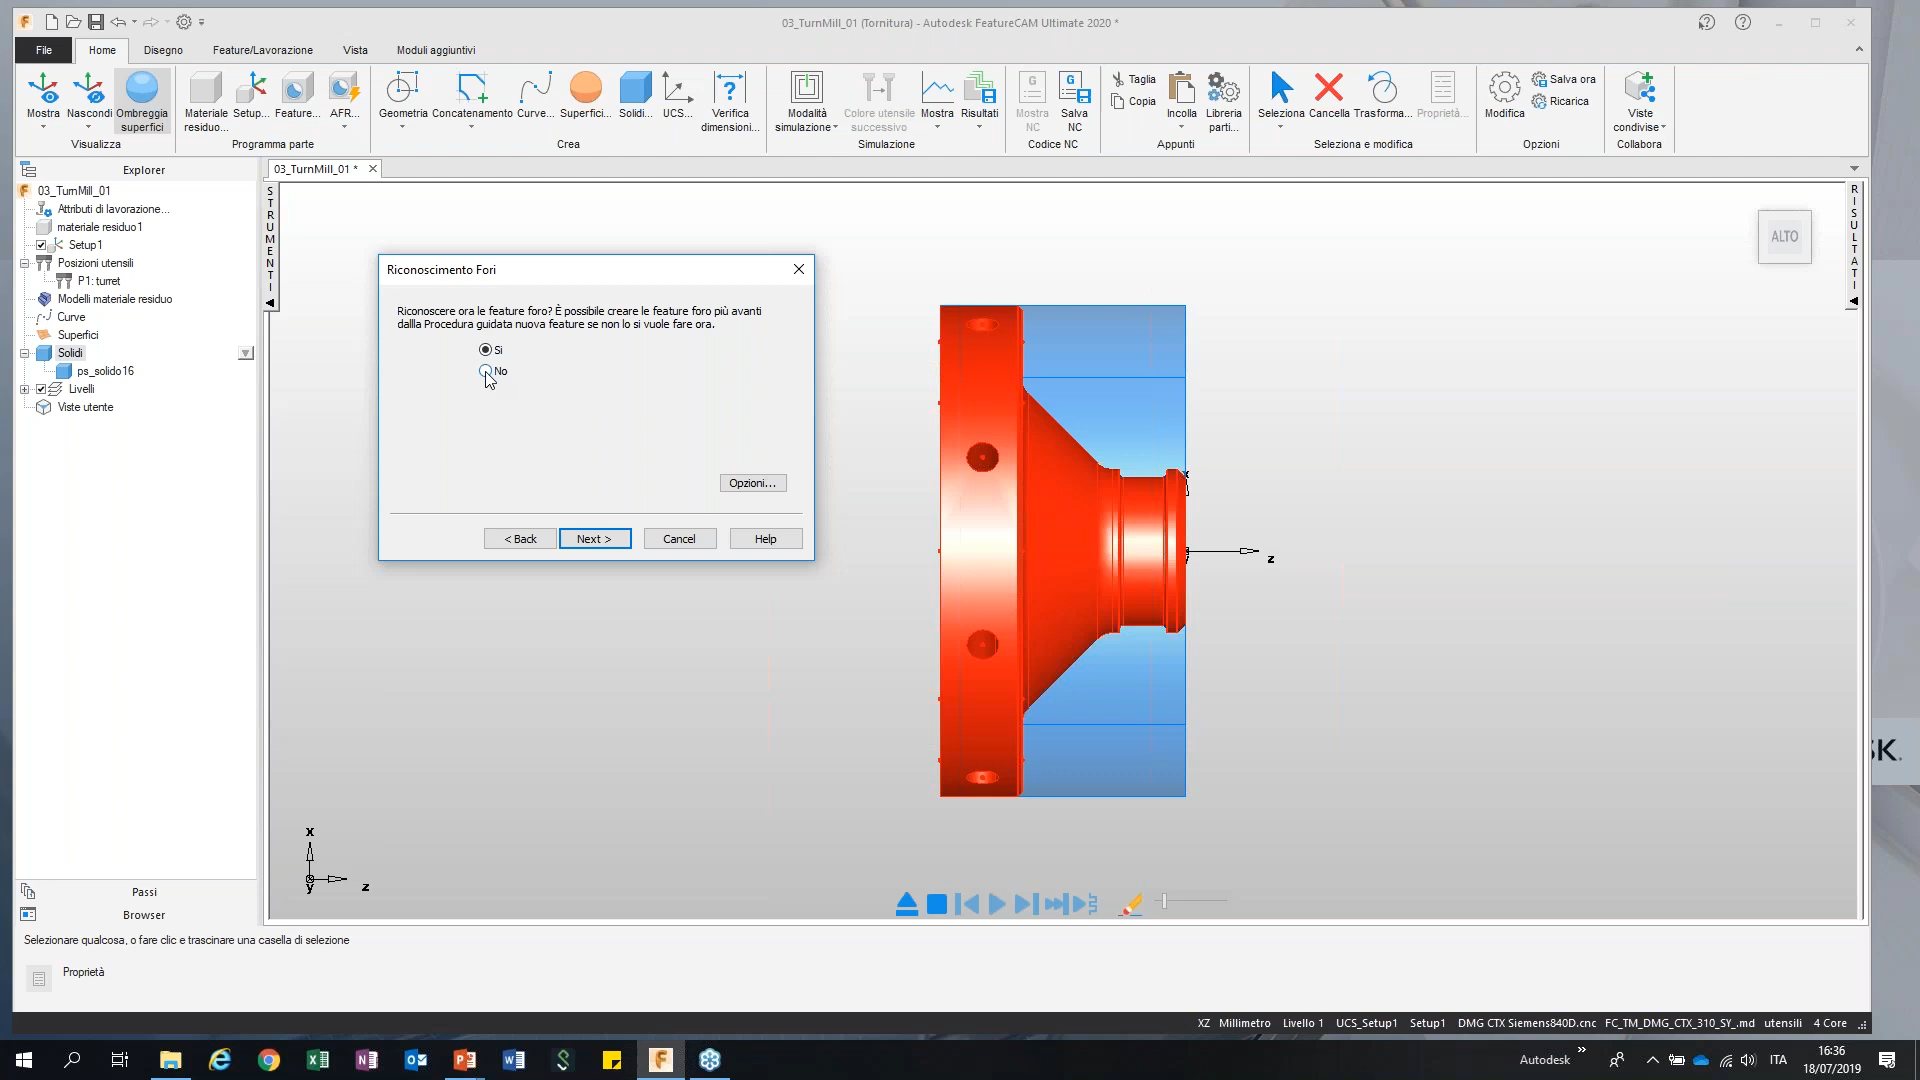 03_TurnMill_01 (Tornitura) - Autodesk FeatureCAM Ultimate 2020 *
File Home Disegno Feature/Lavorazione Vista Moduli aggiuntivi
Mostra Nascondi Ombreggia superfici
Visualizza
Materiale residuo... Setup... Feature... AFR...
Programma parte
Geometria Concatenamento Curve... Superfici... Solidi... UCS... Verifica dimensioni...
Crea
Modalità simulazione Colore utensile successivo Mostra Risultati
Simulazione
Mostra NC Salva NC
Codice NC
Taglia
Copia
Incolla Libreria parti...
Appunti
Seleziona Cancella Trasforma... Proprietà...
Seleziona e modifica
Modifica Salva ora
Ricarica
Opzioni
Viste condivise
Collabora
Explorer
03_TurnMill_01
Attributi di lavorazione...
materiale residuo1
Setup1
Posizioni utensili
P1: turret
Modelli materiale residuo
Curve
Superfici
Solidi
ps_solido16
Livelli
Viste utente
Passi
Browser
03_TurnMill_01 *
STRUMENTI
Riconoscimento Fori
Riconoscere ora le feature foro? È possibile creare le feature foro più avanti
dallla Procedura guidata nuova feature se non lo si vuole fare ora.
Si
No
Opzioni...
< Back Next > Cancel Help
ALTO
RISULTATI
x
z
x
y
z
Selezionare qualcosa, o fare clic e trascinare una casella di selezione
Proprietà
XZ Millimetro Livello 1 UCS_Setup1 Setup1 DMG CTX Siemens840D.cnc FC_TM_DMG_CTX_310_SY_.md utensili 4 Core
SK.
Autodesk
ITA
16:36
18/07/2019